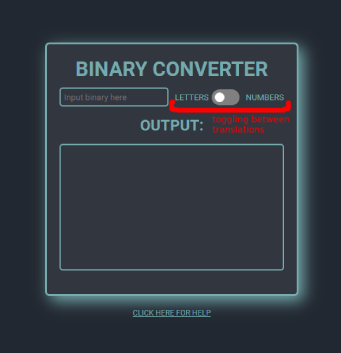 BINARY CONVERTER
Input binary here
LETTERS NUMBERS
toggling between
translations
OUTPUT:
CLICK HERE FOR HELP